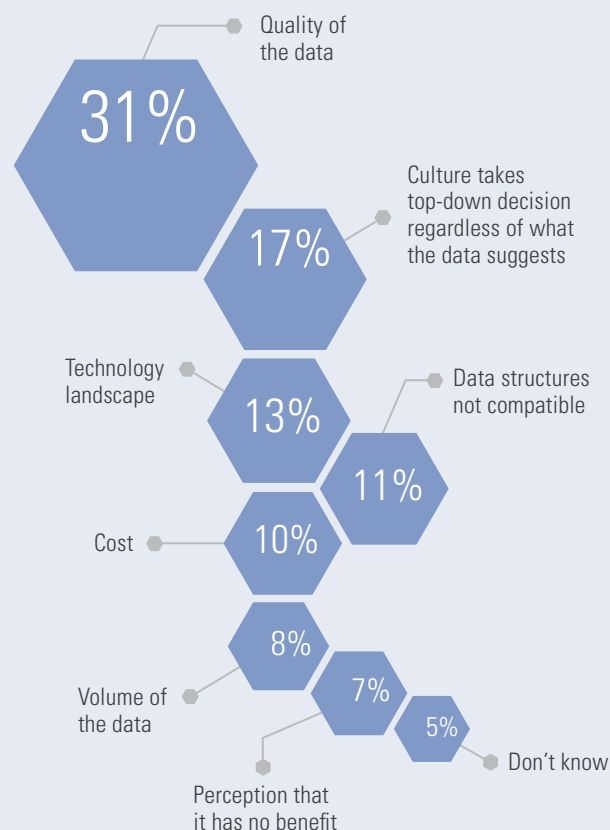 Quality of
the data
31%
Culture takes
top-down decision
regardless of what
the data suggests
17%
Technology
landscape
13%
Data structures
not compatible
11%
Cost
10%
Volume of
the data
8%
Perception that
it has no benefit
7%
5%
Don't know